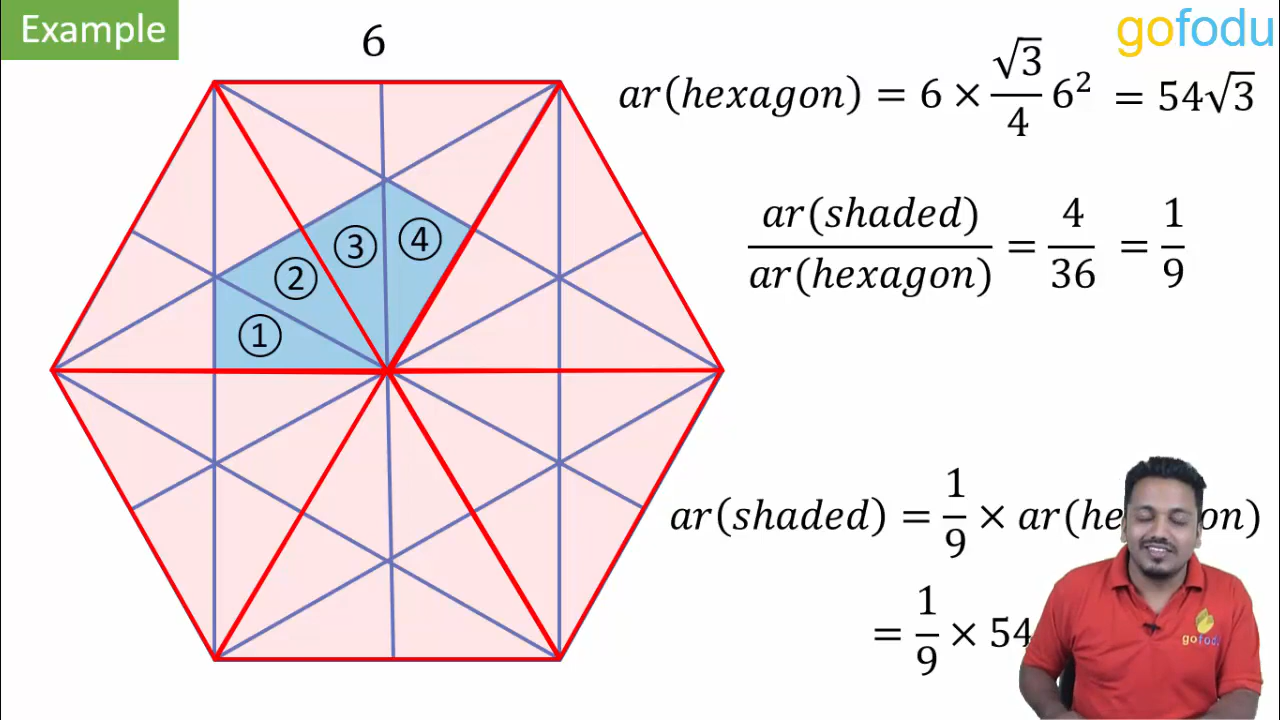 Example
gofodu
6
ar(hexagon) = 6 × √3/4 6² = 54√3
ar(shaded)/ar(hexagon) = 4/36 = 1/9
④
③
②
①
ar(shaded) = 1/9 × ar(he on)
= 1/9 × 54
gofodu